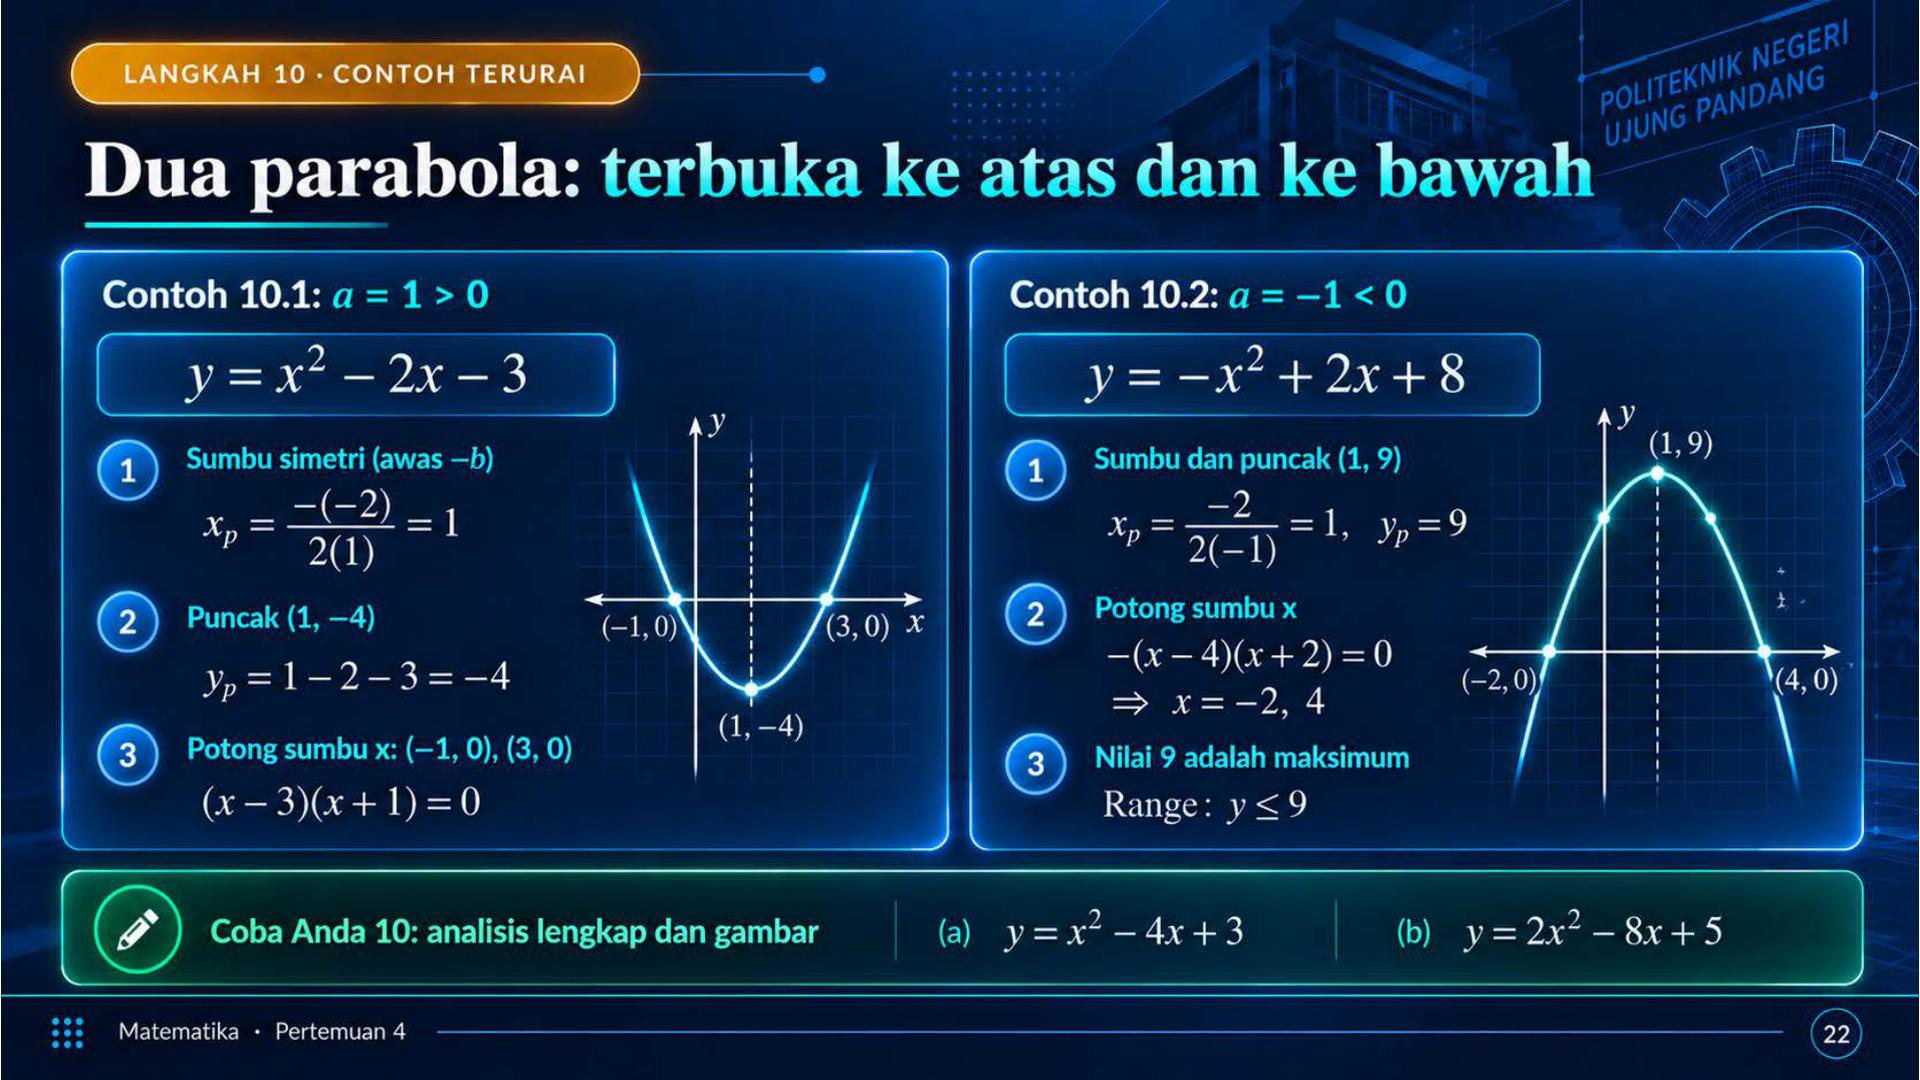 LANGKAH 10 · CONTOH TERURAI
POLITEKNIK NEGERI
UJUNG PANDANG
Dua parabola: terbuka ke atas dan ke bawah
Contoh 10.1: a = 1 > 0
y = x² − 2x − 3
1
Sumbu simetri (awas −b)
xₚ = −(−2)/2(1) = 1
2
Puncak (1, −4)
yₚ = 1 − 2 − 3 = −4
3
Potong sumbu x: (−1, 0), (3, 0)
(x − 3)(x + 1) = 0
y
(−1, 0)
(3, 0)
x
(1, −4)
Contoh 10.2: a = −1 < 0
y = −x² + 2x + 8
1
Sumbu dan puncak (1, 9)
xₚ = −2/2(−1) = 1, yₚ = 9
2
Potong sumbu x
−(x − 4)(x + 2) = 0
⇒ x = −2, 4
3
Nilai 9 adalah maksimum
Range: y ≤ 9
y
(1, 9)
(−2, 0)
(4, 0)
Coba Anda 10: analisis lengkap dan gambar
(a) y = x² − 4x + 3
(b) y = 2x² − 8x + 5
Matematika · Pertemuan 4
22